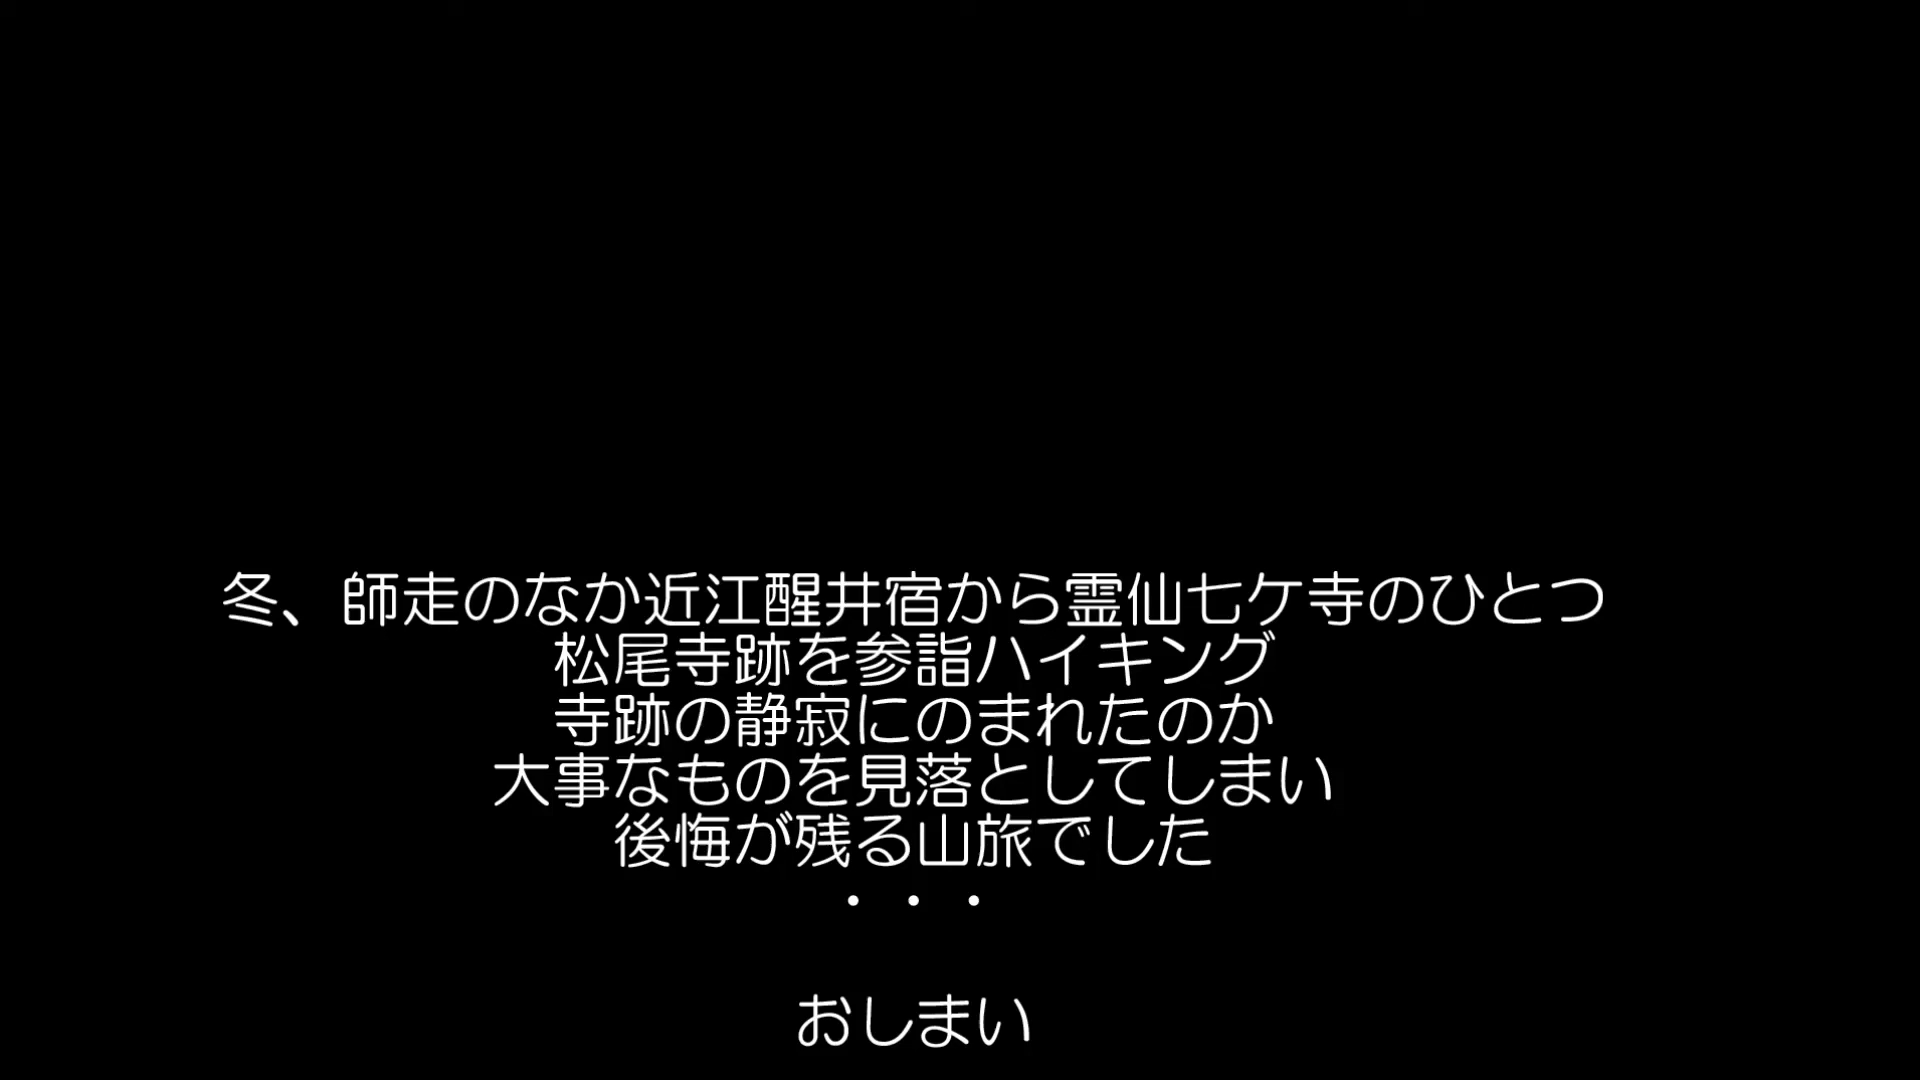 冬、師走のなか近江醒井宿から霊仙七ケ寺のひとつ
松尾寺跡を参詣ハイキング
寺跡の静寂にのまれたのか
大事なものを見落としてしまい
後悔が残る山旅でした
・・・
おしまい